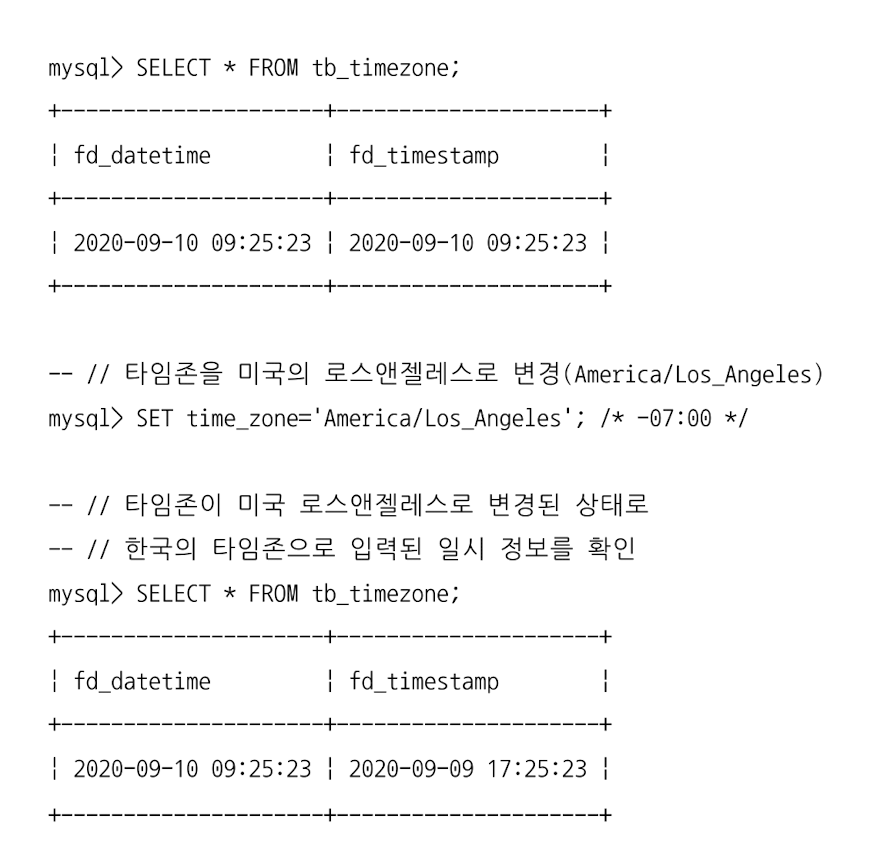 mysql> SELECT * FROM tb_timezone;
+---------------------+---------------------+
¦ fd_datetime         ¦ fd_timestamp        ¦
+---------------------+---------------------+
¦ 2020-09-10 09:25:23 ¦ 2020-09-10 09:25:23 ¦
+---------------------+---------------------+
-- // 타임존을 미국의 로스앤젤레스로 변경(America/Los_Angeles)
mysql> SET time_zone='America/Los_Angeles'; /* -07:00 */
-- // 타임존이 미국 로스앤젤레스로 변경된 상태로
-- // 한국의 타임존으로 입력된 일시 정보를 확인
mysql> SELECT * FROM tb_timezone;
+---------------------+---------------------+
¦ fd_datetime         ¦ fd_timestamp        ¦
+---------------------+---------------------+
¦ 2020-09-10 09:25:23 ¦ 2020-09-09 17:25:23 ¦
+---------------------+---------------------+